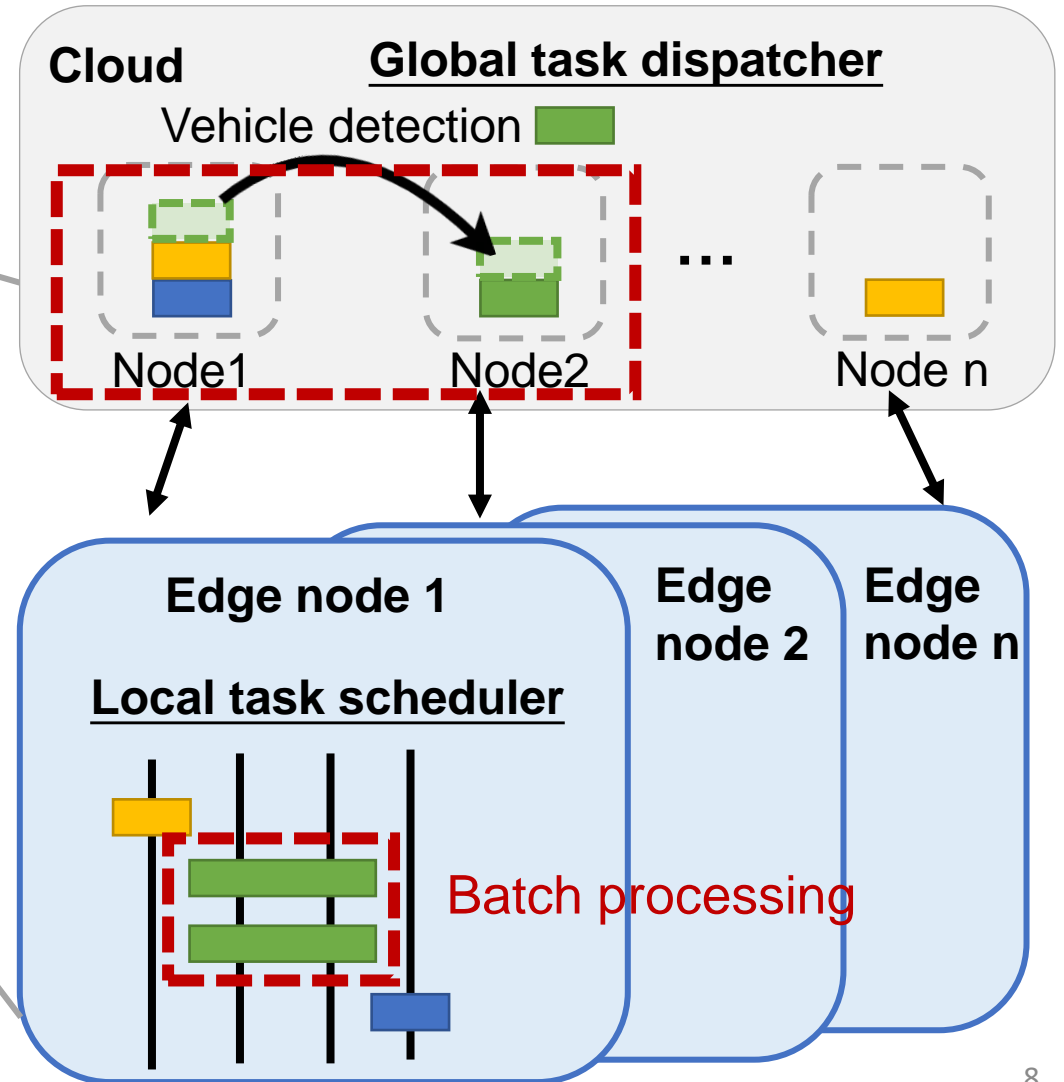 Cloud
Global task dispatcher
Vehicle detection
...
Node1
Node2
Node n
Edge node 1
Edge
node 2
Edge
node n
Local task scheduler
Batch processing
8